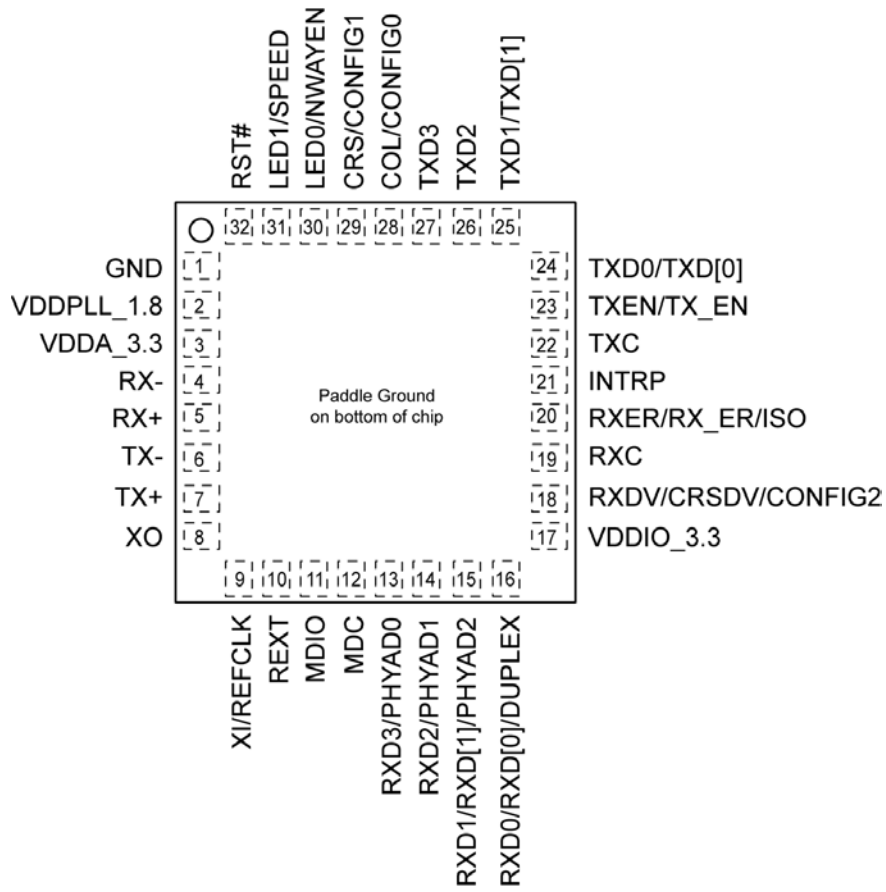 RST#
LED1/SPEED
LED0/NWAYEN
CRS/CONFIG1
COL/CONFIG0
TXD3
TXD2
TXD1/TXD[1]
32 31 30 29 28 27 26 25
GND 1
VDDPLL_1.8 2
VDDA_3.3 3
RX- 4
RX+ 5
TX- 6
TX+ 7
XO 8
Paddle Ground
on bottom of chip
24 TXD0/TXD[0]
23 TXEN/TX_EN
22 TXC
21 INTRP
20 RXER/RX_ER/ISO
19 RXC
18 RXDV/CRSDV/CONFIG2
17 VDDIO_3.3
9 10 11 12 13 14 15 16
XI/REFCLK
REXT
MDIO
MDC
RXD3/PHYAD0
RXD2/PHYAD1
RXD1/RXD[1]/PHYAD2
RXD0/RXD[0]/DUPLEX